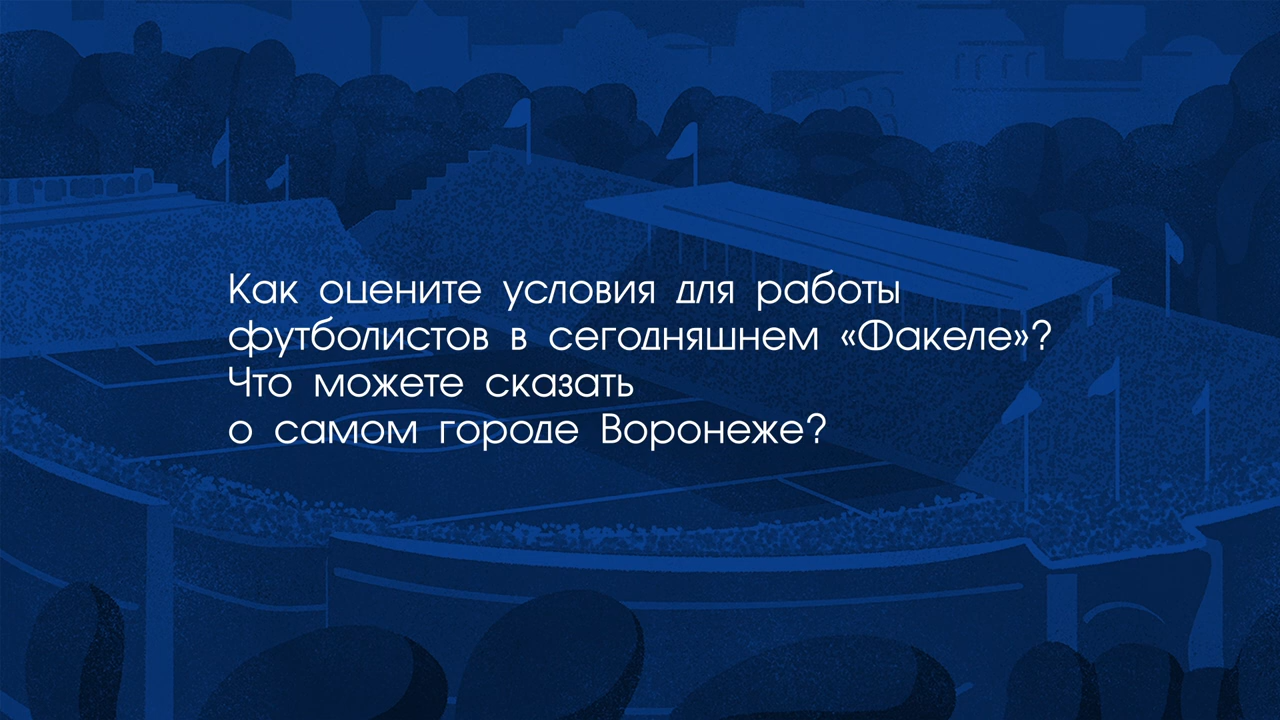 Как оцените условия для работы
футболистов в сегодняшнем «Факеле»?
Что можете сказать
о самом городе Воронеже?